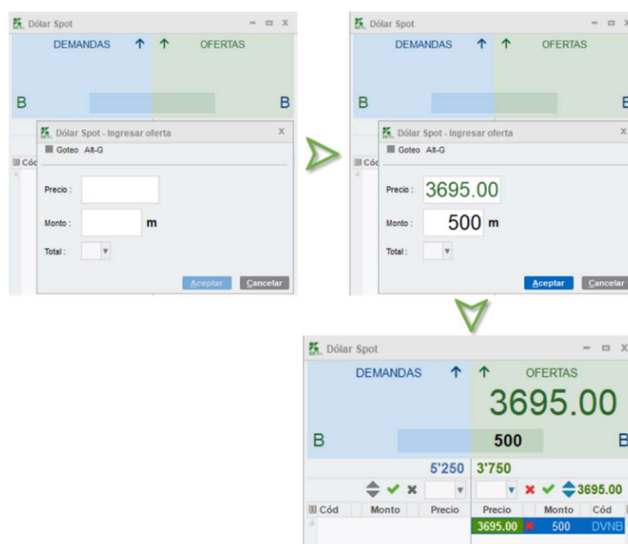 Dólar Spot
DEMANDAS
OFERTAS
B
B
Dólar Spot - Ingresar oferta
X
Goteo Alt-G
Cód
Precio :
Monto :
m
Total :
Aceptar
Cancelar
Dólar Spot
DEMANDAS
OFERTAS
B
B
Dólar Spot - Ingresar oferta
X
Goteo Alt-G
Cód
Precio :
3695.00
Monto :
500 m
Total :
Aceptar
Cancelar
Dólar Spot
DEMANDAS
OFERTAS
3695.00
B
500
B
5'250
3'750
3695.00
Cód Monto Precio Precio Monto Cód
3695.00 500 DVNB